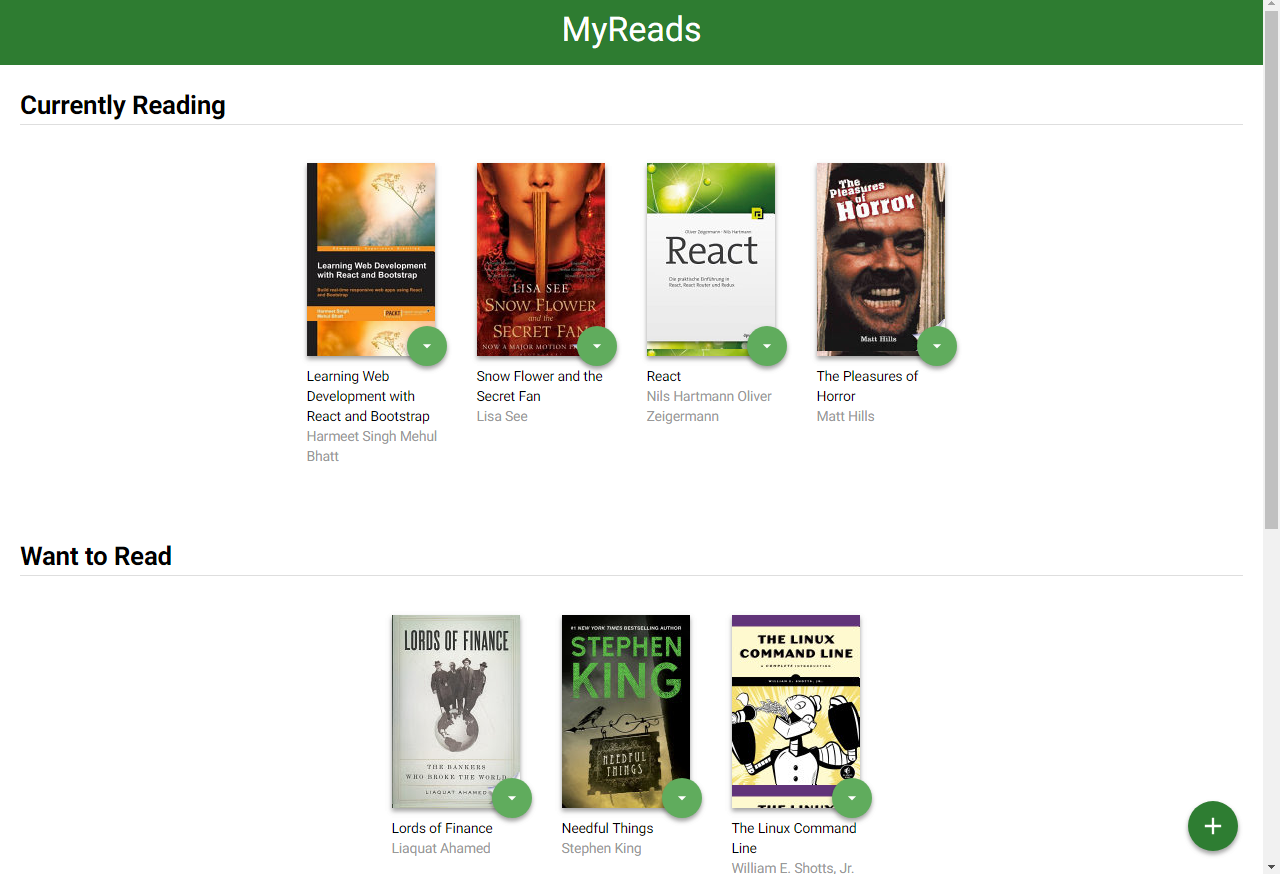 MyReads
Currently Reading
Learning Web Development
with React and Bootstrap
Build real-time responsive web apps using React
and Bootstrap
Harmeet Singh
Mehul Bhatt
PACKT
LISA SEE
SNOW FLOWER
and the
SECRET FAN
NOW A MAJOR MOTION
Oliver Zeigermann · Nils Hartmann
React
Die praktische Einführung in
React, React Router und Redux
The
Pleasures
of
Horror
Matt Hills
Learning Web
Development with
React and Bootstrap
Harmeet Singh Mehul
Bhatt
Snow Flower and the
Secret Fan
Lisa See
React
Nils Hartmann Oliver
Zeigermann
The Pleasures of
Horror
Matt Hills
Want to Read
LORDS OF FINANCE
THE BANKERS
WHO BROKE THE WORLD
LIAQUAT AHAMED
#1 NEW YORK TIMES BESTSELLING AUTHOR
STEPHEN
KING
NEEDFUL
THINGS
THE LINUX
COMMAND LINE
A COMPLETE INTRODUCTION
WILLIAM E. SHOTTS, JR.
THE LINUX
Lords of Finance
Liaquat Ahamed
Needful Things
Stephen King
The Linux Command
Line
William E. Shotts, Jr.